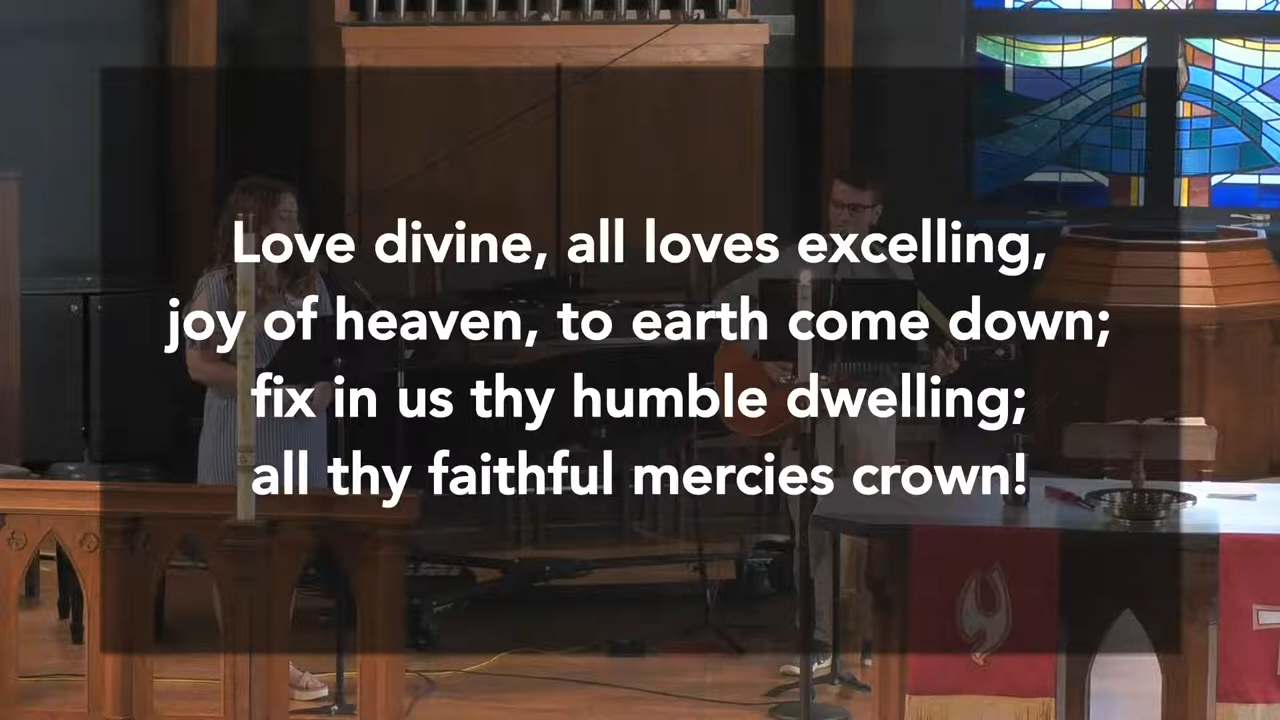 Love divine, all loves excelling,
joy of heaven, to earth come down;
fix in us thy humble dwelling;
all thy faithful mercies crown!